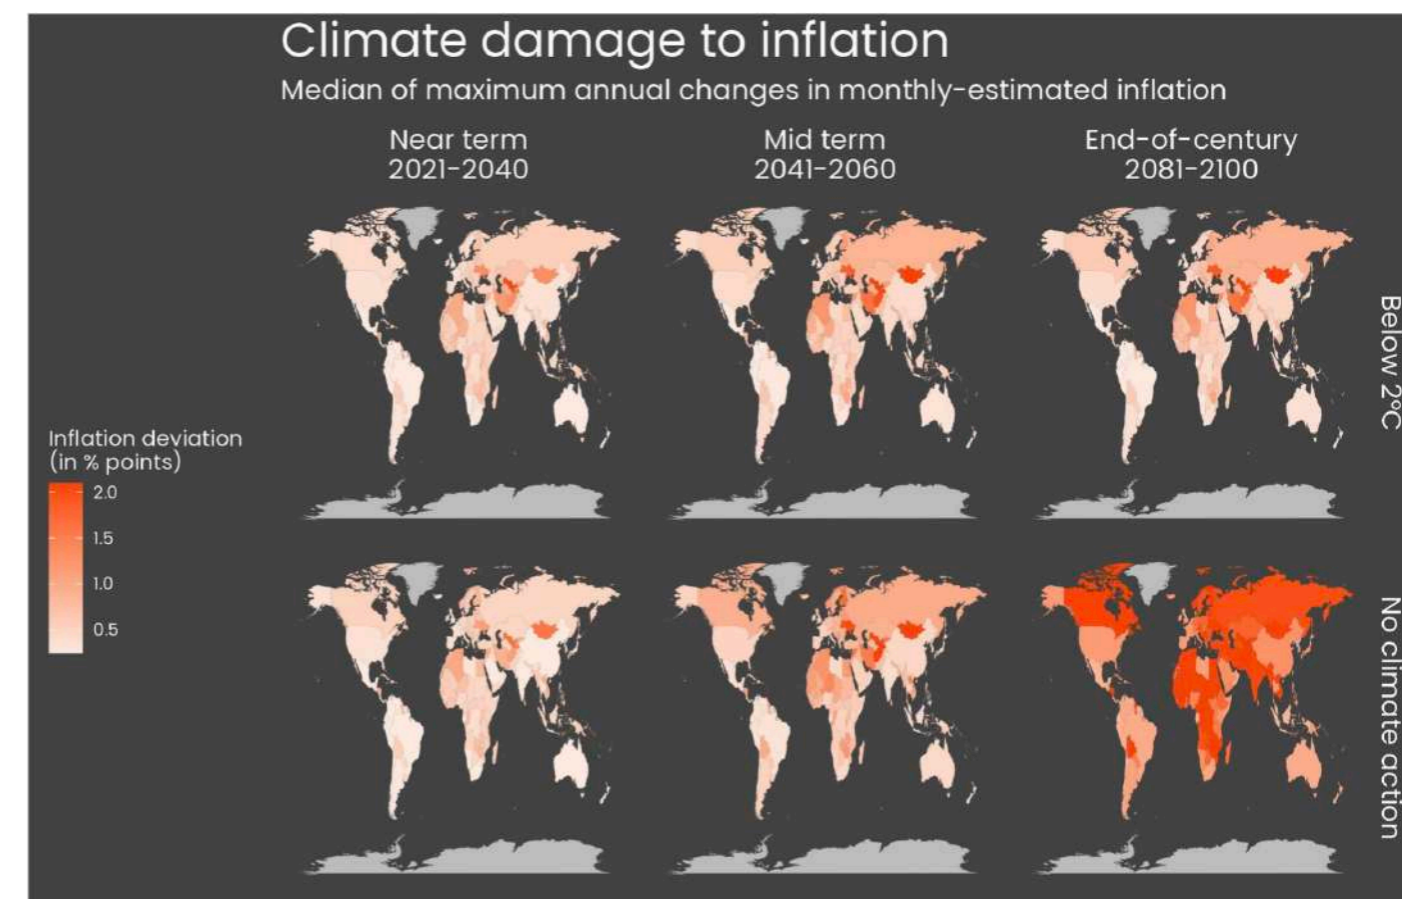 Climate damage to inflation
Median of maximum annual changes in monthly-estimated inflation
Near term
2021-2040
Mid term
2041-2060
End-of-century
2081-2100
Below 2°C
Inflation deviation
(in % points)
2.0
1.5
1.0
0.5
No climate action